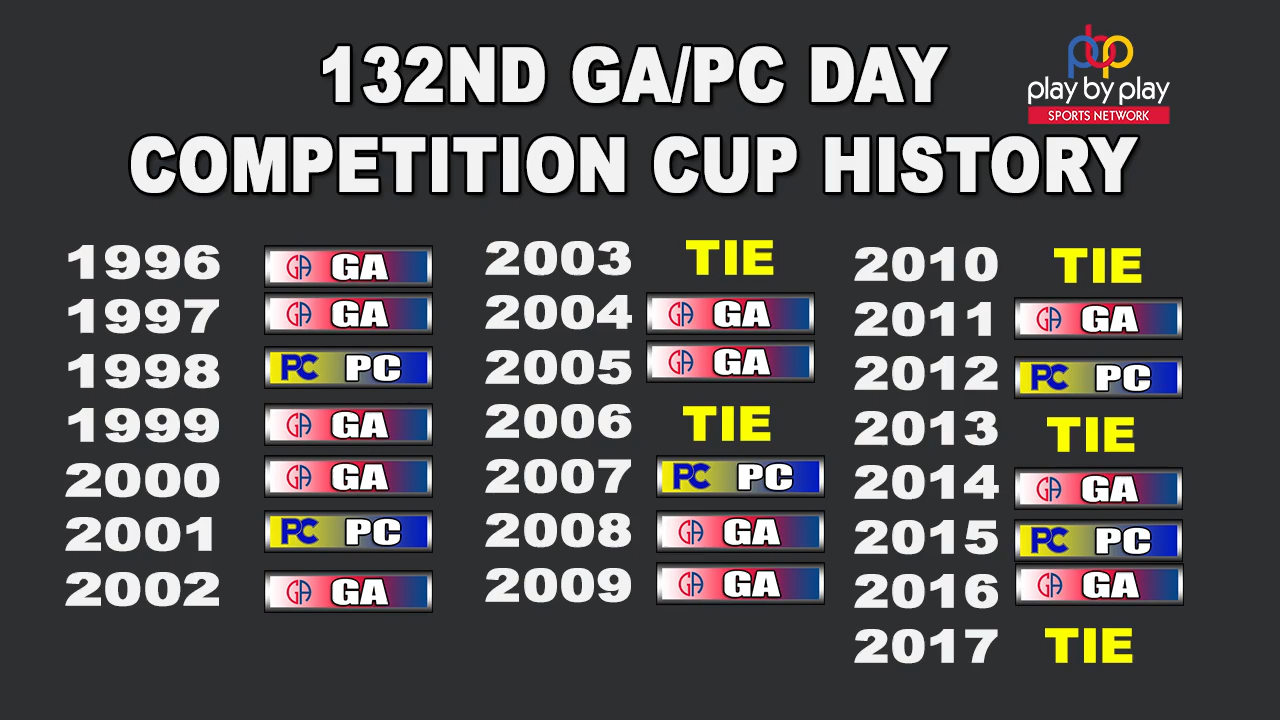 132ND GA/PC DAY
COMPETITION CUP HISTORY
pbp
play by play
SPORTS NETWORK
1996 GA GA
1997 GA GA
1998 PC PC
1999 GA GA
2000 GA GA
2001 PC PC
2002 GA GA
2003 TIE
2004 GA GA
2005 GA GA
2006 TIE
2007 PC PC
2008 GA GA
2009 GA GA
2010 TIE
2011 GA GA
2012 PC PC
2013 TIE
2014 GA GA
2015 PC PC
2016 GA GA
2017 TIE